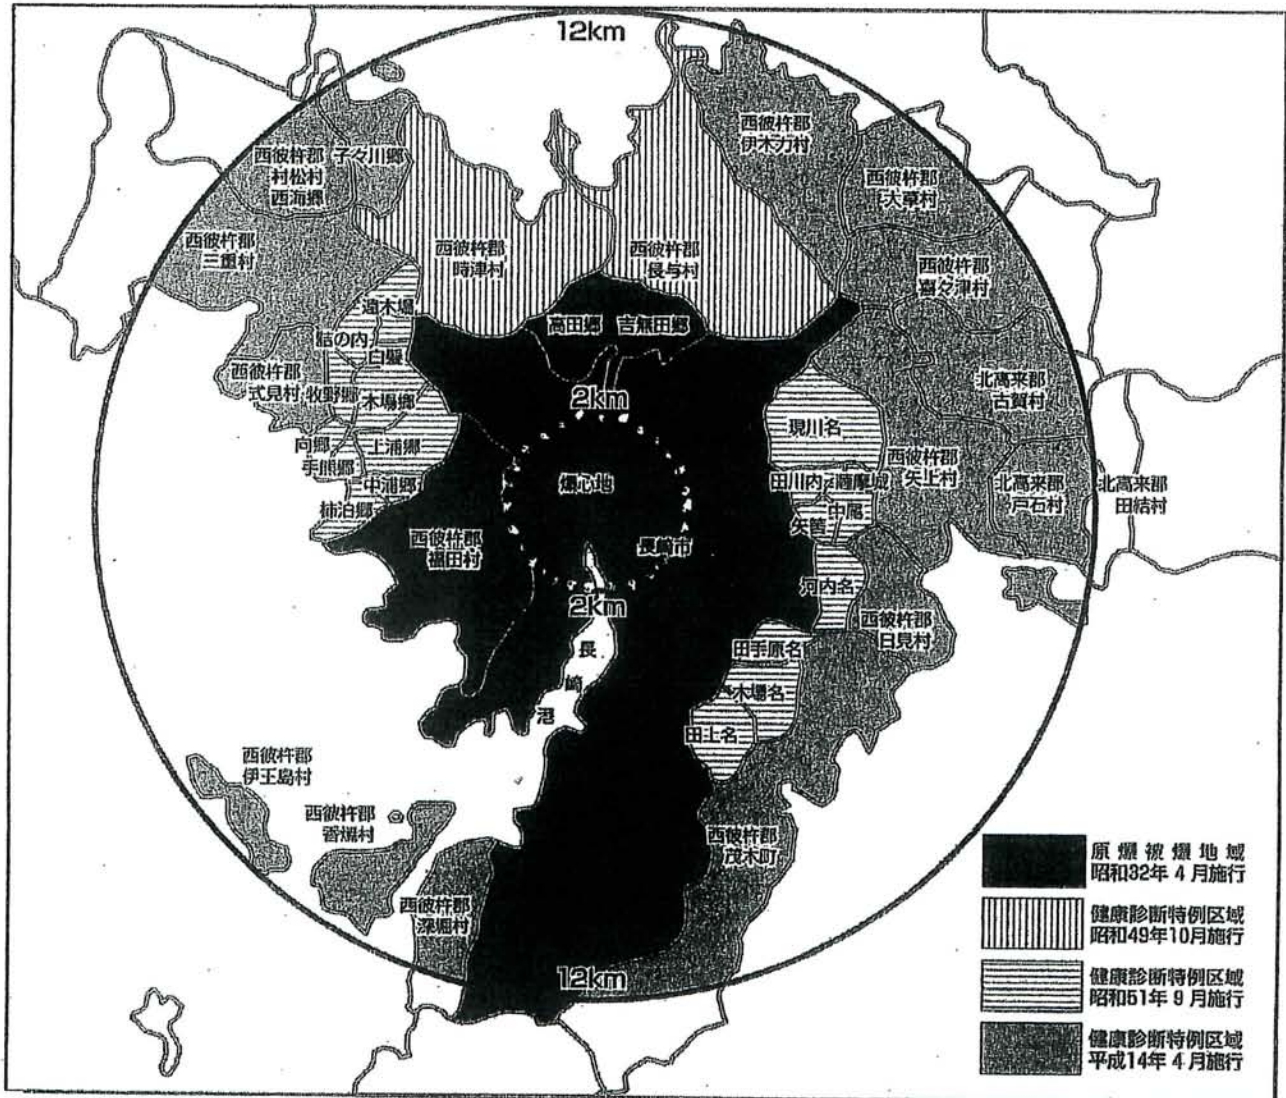 12km
西彼杵郡
村松村
西海郷
子々川郷
西彼杵郡
伊木力村
西彼杵郡
大草村
西彼杵郡
三重村
西彼杵郡
時津村
西彼杵郡
長与村
西彼杵郡
喜々津村
遠木場
高田郷
吉無田郷
詰の内
白髪
西彼杵郡
式見村
牧野郷
木場郷
2km
北高来郡
古賀村
現川名
向郷
上浦郷
手熊郷
西彼杵郡
矢上村
田川内
薩摩城
爆心地
中浦郷
北高来郡
戸石村
北高来郡
田結村
柿泊郷
中尾
矢筈
西彼杵郡
福田村
長崎市
河内名
2km
西彼杵郡
日見村
長
崎
港
田手原名
木場名
田上名
西彼杵郡
伊王島村
西彼杵郡
香焼村
西彼杵郡
茂木町
西彼杵郡
深堀村
12km
原爆被爆地域
昭和32年4月施行
健康診断特例区域
昭和49年10月施行
健康診断特例区域
昭和51年9月施行
健康診断特例区域
平成14年4月施行